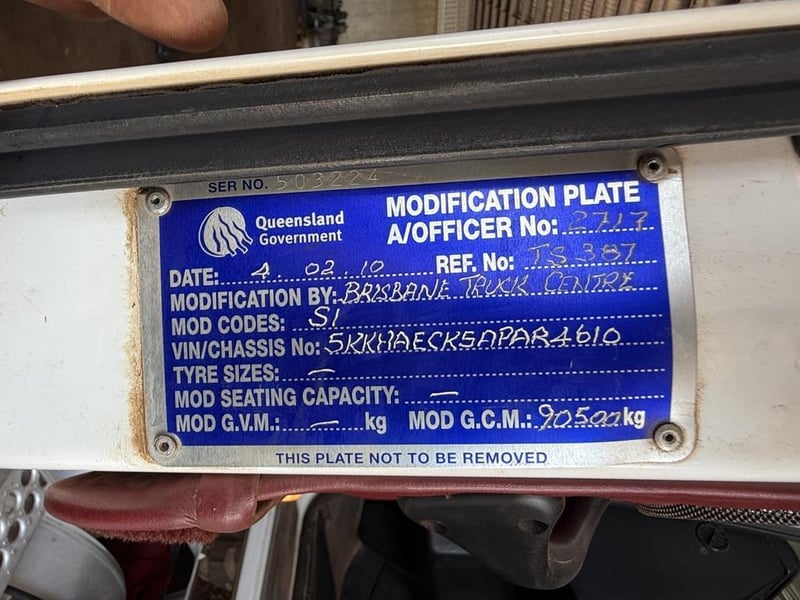 SER NO. 503224
Queensland
Government
MODIFICATION PLATE
A/OFFICER No: 2717
DATE: 4. 02. 10 REF. No: TS 387
MODIFICATION BY: BRISBANE TRUCK CENTRE
MOD CODES: S1
VIN/CHASSIS No: 5KKHAECK5APAR4610
TYRE SIZES: —
MOD SEATING CAPACITY: —
MOD G.V.M.: — kg MOD G.C.M.: 90500 kg
THIS PLATE NOT TO BE REMOVED